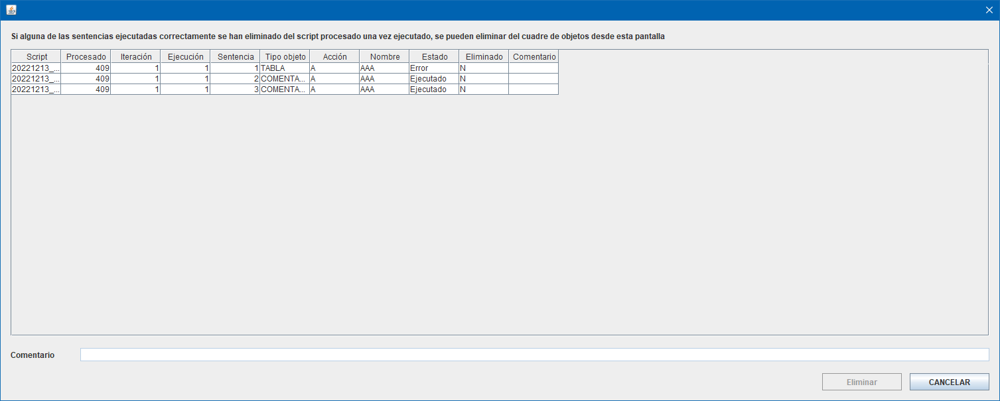 Si alguna de las sentencias ejecutadas correctamente se han eliminado del script procesado una vez ejecutado, se pueden eliminar del cuadre de objetos desde esta pantalla
Script Procesado Iteración Ejecución Sentencia Tipo objeto Acción Nombre Estado Eliminado Comentario
20221213_... 409 1 1 1 TABLA A AAA Error N
20221213_... 409 1 1 2 COMENTA... A AAA Ejecutado N
20221213_... 409 1 1 3 COMENTA... A AAA Ejecutado N
Comentario
Eliminar CANCELAR